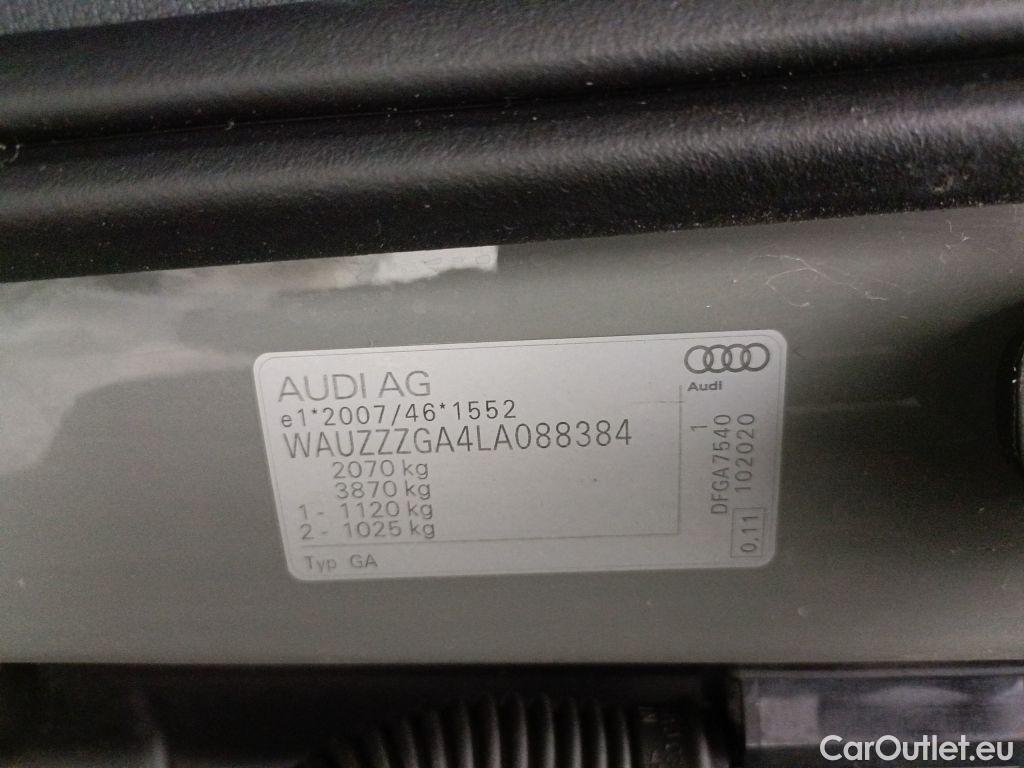 AUDI AG
e1*2007/46*1552
WAUZZZGA4LA088384
2070 kg
3870 kg
1 - 1120 kg
2 - 1025 kg
Typ GA
Audi
1
DFGA7540
102020
0,11
CarOutlet.eu